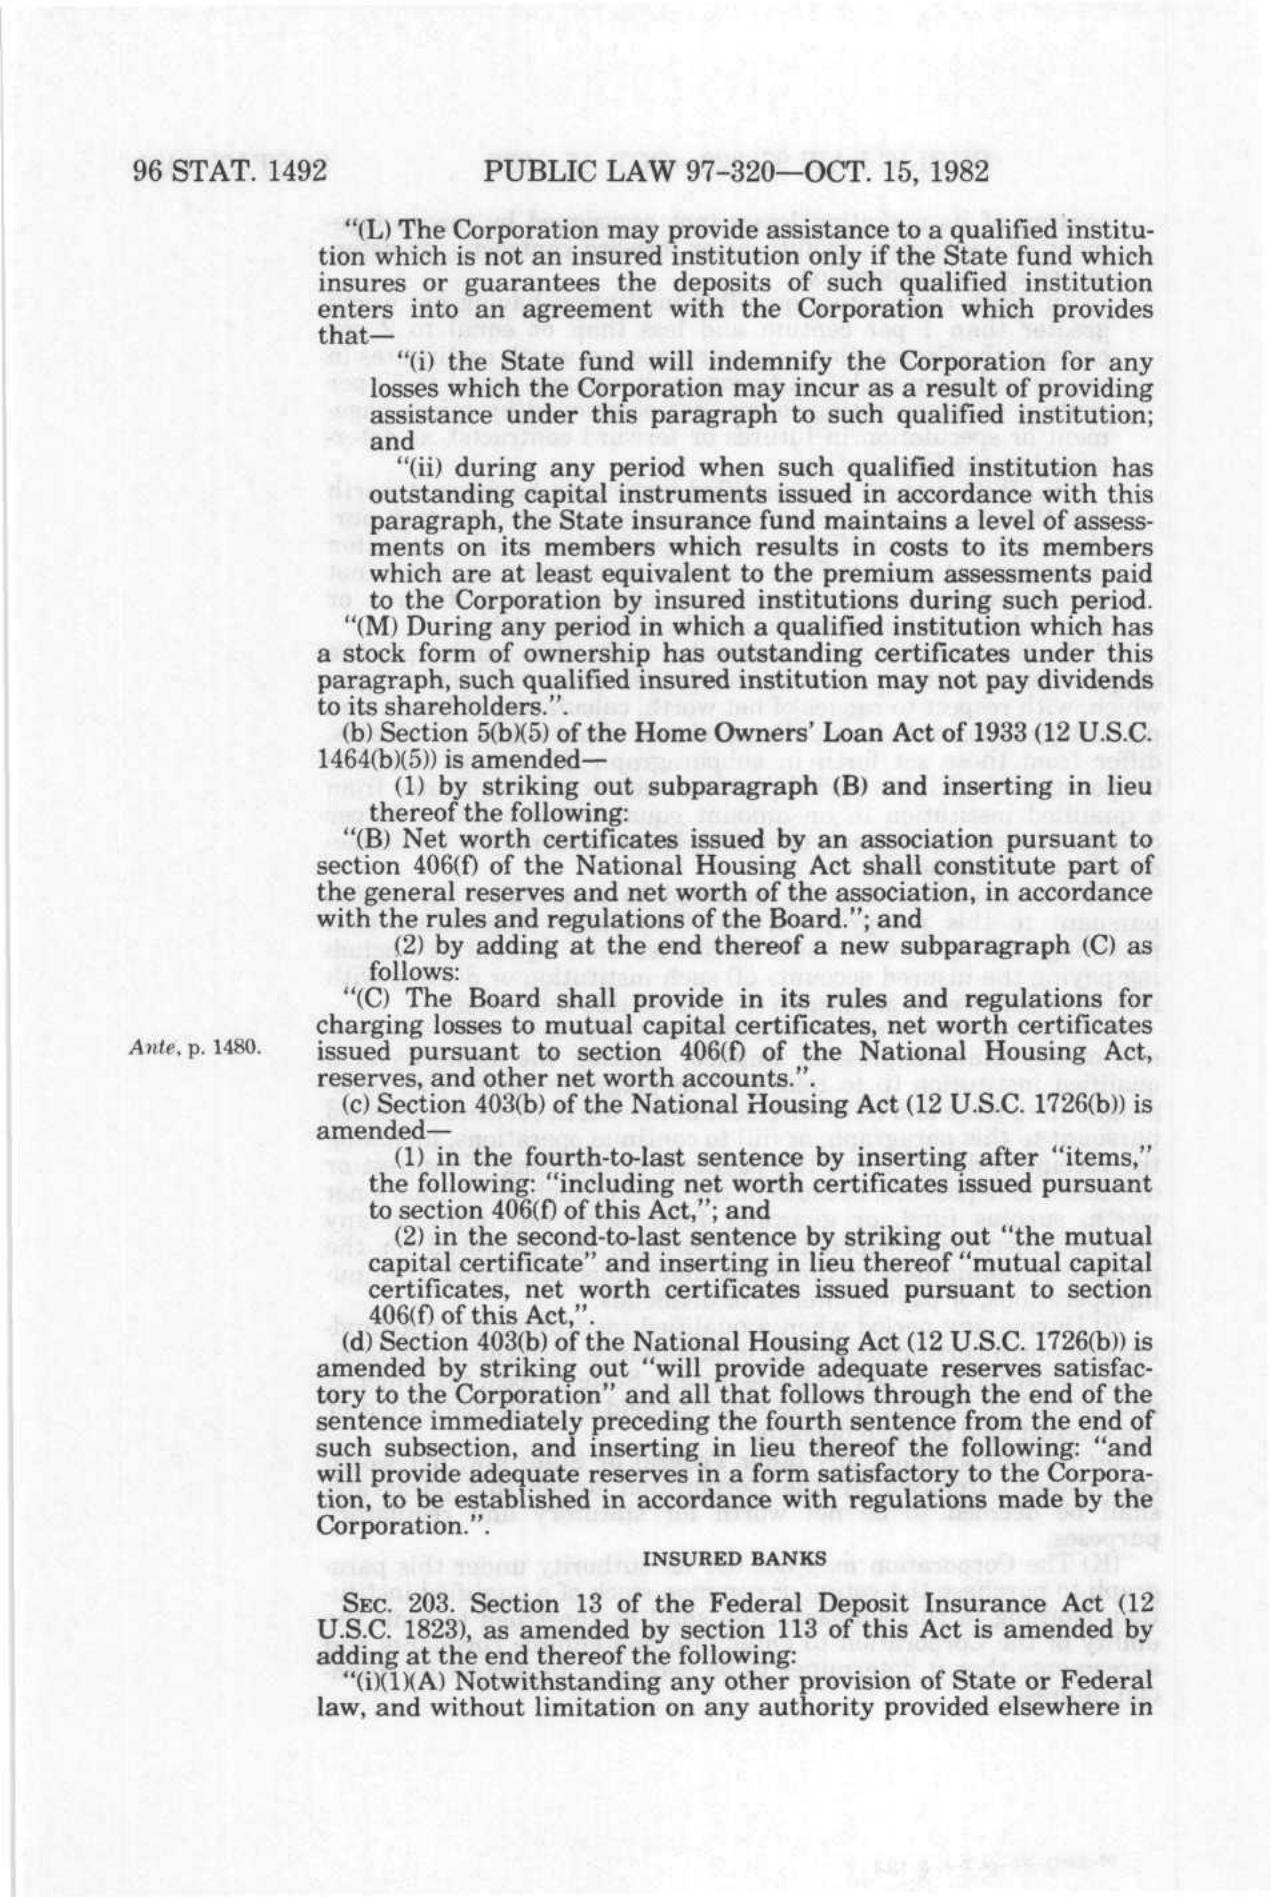 96 STAT. 1492 PUBLIC LAW 97-320—OCT. 15, 1982
"(L) The Corporation may provide assistance to a qualified institu-
tion which is not an insured institution only if the State fund which
insures or guarantees the deposits of such qualified institution
enters into an agreement with the Corporation which provides
that—
"(i) the State fund will indemnify the Corporation for any
losses which the Corporation may incur as a result of providing
assistance under this paragraph to such qualified institution;
and
"(ii) during any period when such qualified institution has
outstanding capital instruments issued in accordance with this
paragraph, the State insurance fund maintains a level of assess-
ments on its members which results in costs to its members
which are at least equivalent to the premium assessments paid
to the Corporation by insured institutions during such period.
"(M) During any period in which a qualified institution which has
a stock form of ownership has outstanding certificates under this
paragraph, such qualified insured institution may not pay dividends
to its shareholders.".
(b) Section 5(b)(5) of the Home Owners' Loan Act of 1933 (12 U.S.C.
1464(b)(5)) is amended—
(1) by striking out subparagraph (B) and inserting in lieu
thereof the following:
"(B) Net worth certificates issued by an association pursuant to
section 406(f) of the National Housing Act shall constitute part of
the general reserves and net worth of the association, in accordance
with the rules and regulations of the Board."; and
(2) by adding at the end thereof a new subparagraph (C) as
follows:
"(C) The Board shall provide in its rules and regulations for
charging losses to mutual capital certificates, net worth certificates
Ante, p. 1480.
issued pursuant to section 406(f) of the National Housing Act,
reserves, and other net worth accounts.".
(c) Section 403(b) of the National Housing Act (12 U.S.C. 1726(b)) is
amended—
(1) in the fourth-to-last sentence by inserting after "items,"
the following: "including net worth certificates issued pursuant
to section 406(f) of this Act,"; and
(2) in the second-to-last sentence by striking out "the mutual
capital certificate" and inserting in lieu thereof "mutual capital
certificates, net worth certificates issued pursuant to section
406(f) of this Act,".
(d) Section 403(b) of the National Housing Act (12 U.S.C. 1726(b)) is
amended by striking out "will provide adequate reserves satisfac-
tory to the Corporation" and all that follows through the end of the
sentence immediately preceding the fourth sentence from the end of
such subsection, and inserting in lieu thereof the following: "and
will provide adequate reserves in a form satisfactory to the Corpora-
tion, to be established in accordance with regulations made by the
Corporation.".
INSURED BANKS
SEC. 203. Section 13 of the Federal Deposit Insurance Act (12
U.S.C. 1823), as amended by section 113 of this Act is amended by
adding at the end thereof the following:
"(i)(1)(A) Notwithstanding any other provision of State or Federal
law, and without limitation on any authority provided elsewhere in